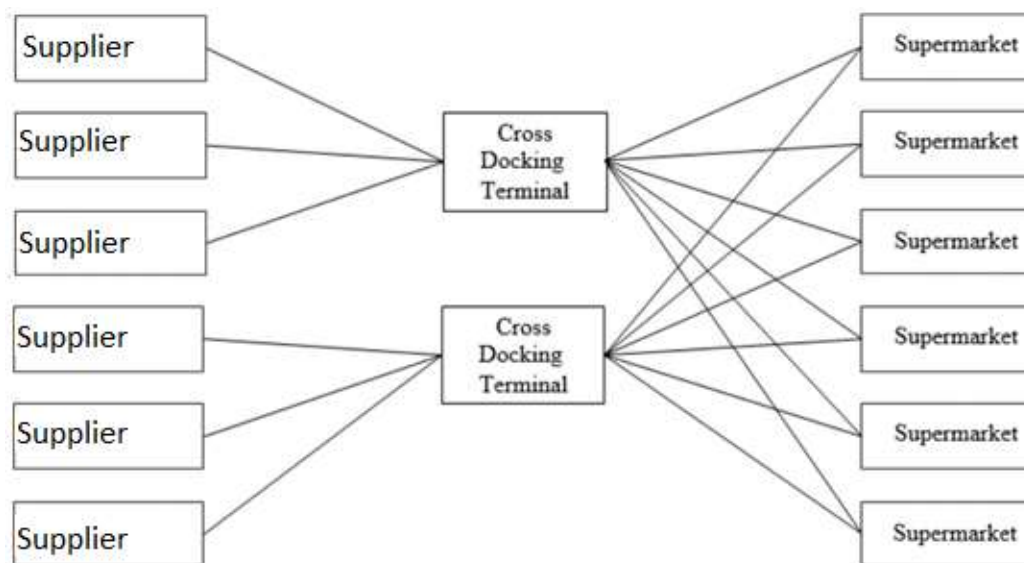 Supplier
Supplier
Supplier
Supplier
Supplier
Supplier
Cross
Docking
Terminal
Cross
Docking
Terminal
Supermarket
Supermarket
Supermarket
Supermarket
Supermarket
Supermarket